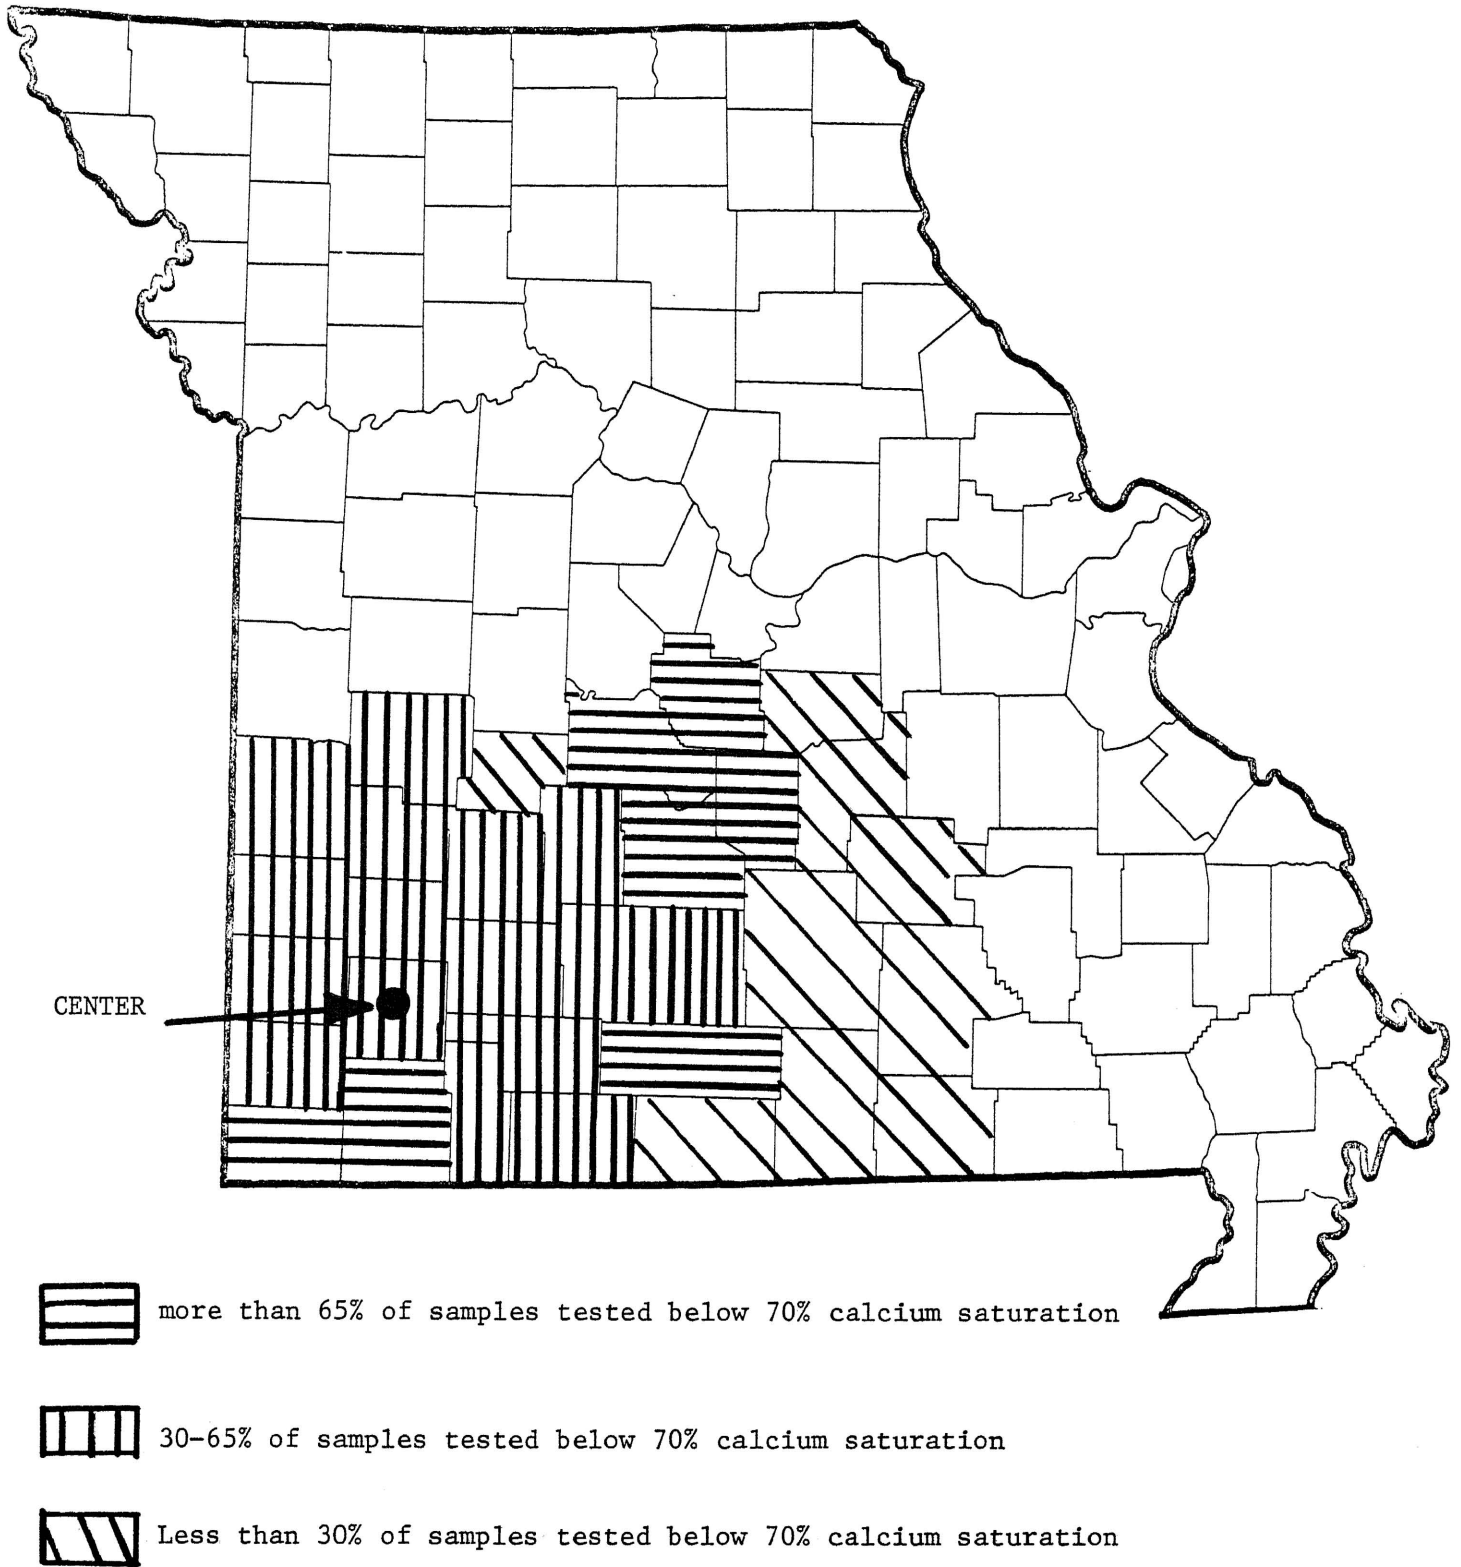 CENTER
more than 65% of samples tested below 70% calcium saturation
30-65% of samples tested below 70% calcium saturation
Less than 30% of samples tested below 70% calcium saturation